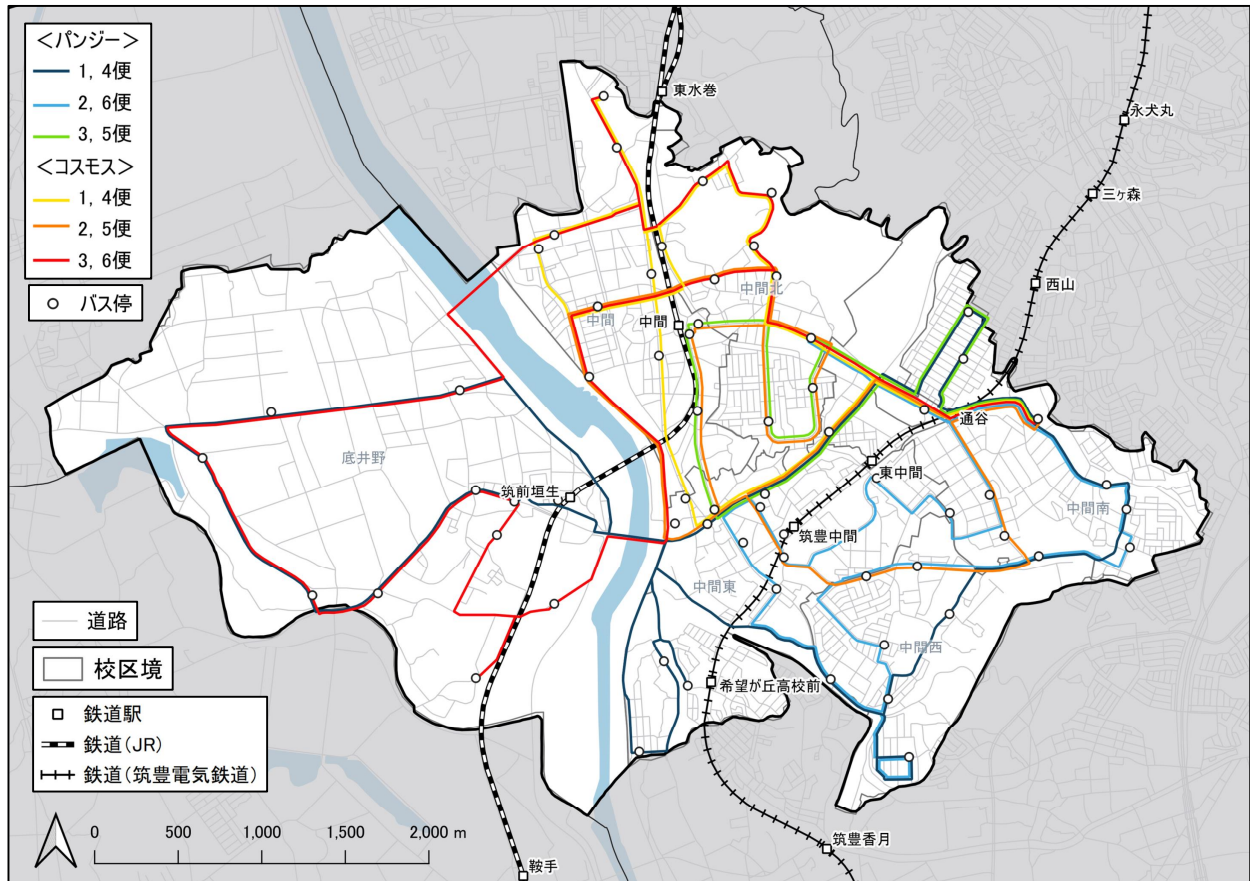 ＜パンジー＞
1, 4便
2, 6便
3, 5便
＜コスモス＞
1, 4便
2, 5便
3, 6便
バス停
東水巻
永犬丸
三ヶ森
西山
中間北
中間
中間
通谷
底井野
東中間
筑前垣生
中間南
筑豊中間
中間東
中間西
希望が丘高校前
筑豊香月
鞍手
道路
校区境
鉄道駅
鉄道（JR）
鉄道（筑豊電気鉄道）
0 500 1,000 1,500 2,000 m